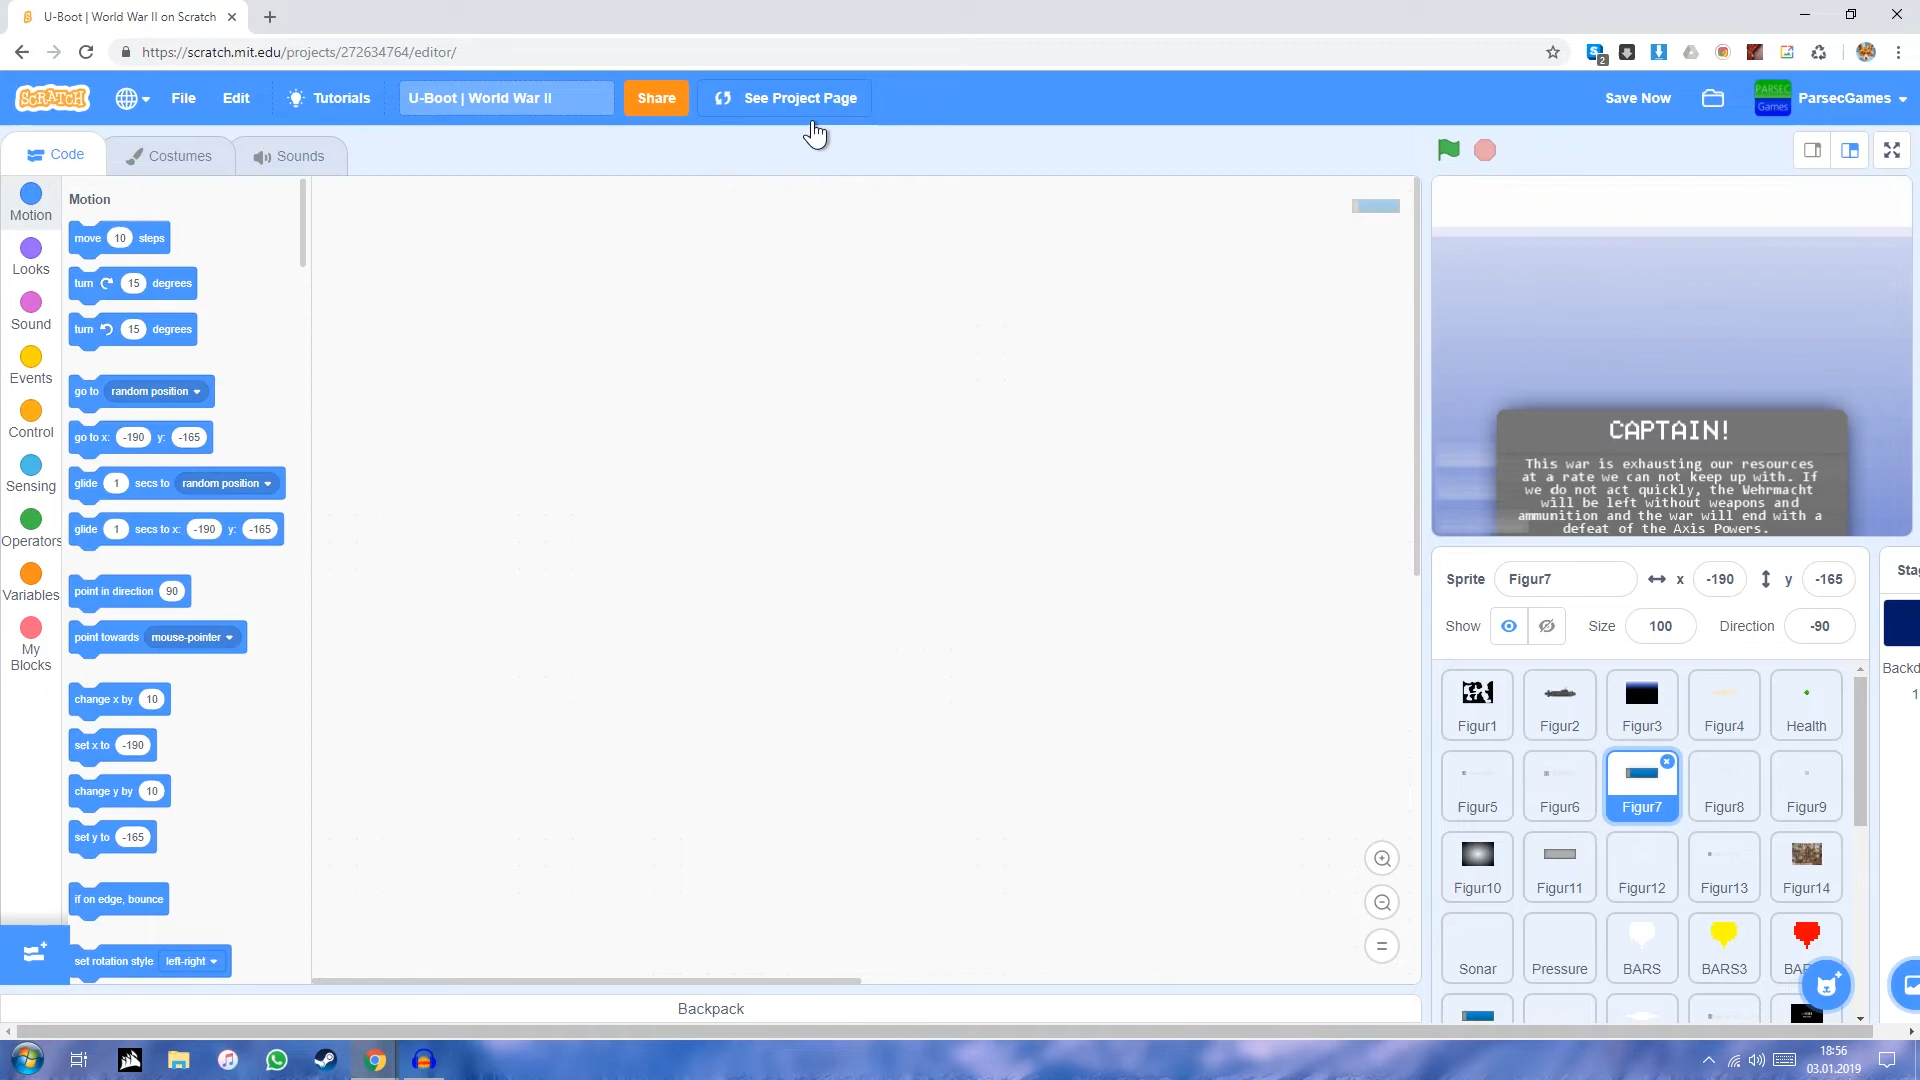 U-Boot | World War II on Scratch
https://scratch.mit.edu/projects/272634764/editor/
2
SCRATCH
File
Edit
Tutorials
U-Boot | World War II
Share
See Project Page
Save Now
PARSEC
Games
ParsecGames
Code
Costumes
Sounds
Motion
Looks
Sound
Events
Control
Sensing
Operators
Variables
My
Blocks
Motion
move 10 steps
turn 15 degrees
turn 15 degrees
go to random position
go to x: -190 y: -165
glide 1 secs to random position
glide 1 secs to x: -190 y: -165
point in direction 90
point towards mouse-pointer
change x by 10
set x to -190
change y by 10
set y to -165
if on edge, bounce
set rotation style left-right
Backpack
CAPTAIN!
This war is exhausting our resources
at a rate we can not keep up with. If
we do not act quickly, the Wehrmacht
will be left without weapons and
ammunition and the war will end with a
defeat of the Axis Powers.
Sprite Figur7 x -190 y -165
Show Size 100 Direction -90
Figur1 Figur2 Figur3 Figur4 Health
Figur5 Figur6 Figur7 Figur8 Figur9
Figur10 Figur11 Figur12 Figur13 Figur14
Sonar Pressure BARS BARS3 BA
Stag
Backd
1
18:56
03.01.2019